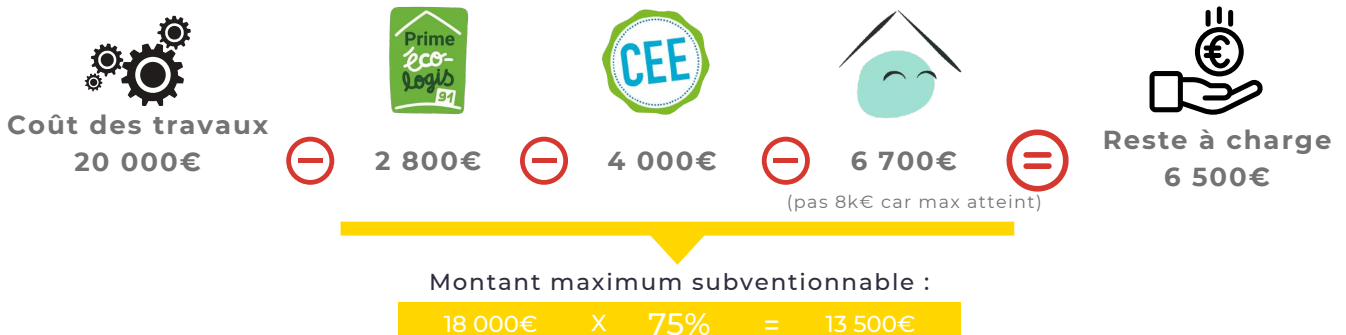 Prime
éco-
logis
91
CEE
€
Coût des travaux
20 000€
2 800€
4 000€
6 700€
Reste à charge
6 500€
(pas 8k€ car max atteint)
Montant maximum subventionnable :
18 000€ X 75% = 13 500€